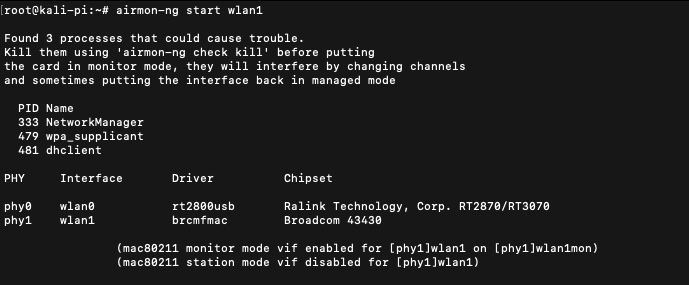 [root@kali-pi:~# airmon-ng start wlan1
Found 3 processes that could cause trouble.
Kill them using 'airmon-ng check kill' before putting
the card in monitor mode, they will interfere by changing channels
and sometimes putting the interface back in managed mode
PID Name
333 NetworkManager
479 wpa_supplicant
481 dhclient
PHY Interface Driver Chipset
phy0 wlan0 rt2800usb Ralink Technology, Corp. RT2870/RT3070
phy1 wlan1 brcmfmac Broadcom 43430
(mac80211 monitor mode vif enabled for [phy1]wlan1 on [phy1]wlan1mon)
(mac80211 station mode vif disabled for [phy1]wlan1)